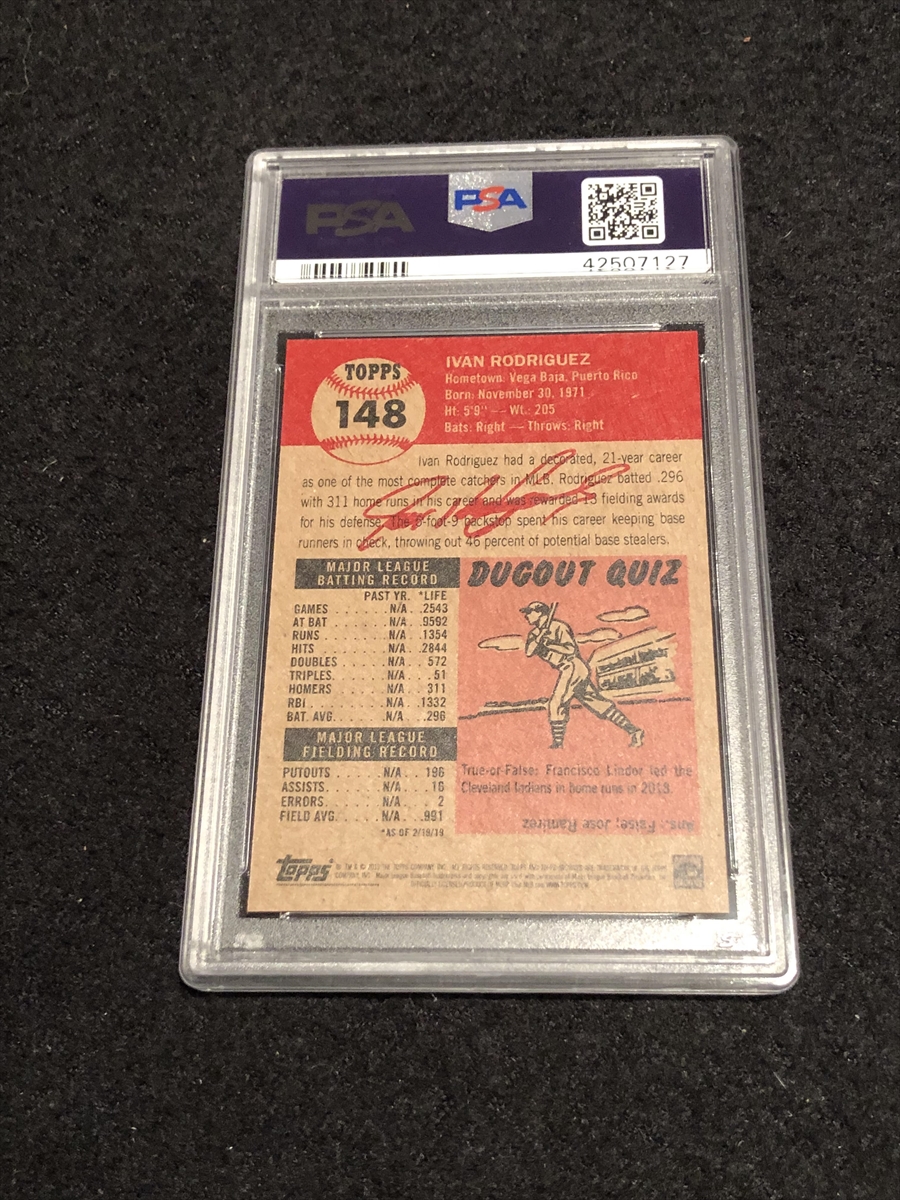 PSA PSA
42507127
TOPPS
148
IVAN RODRIGUEZ
Hometown: Vega Baja, Puerto Rico
Born: November 30, 1971
Ht: 5'9" — Wt.: 205
Bats: Right — Throws: Right
Ivan Rodriguez had a decorated, 21-year career
as one of the most complete catchers in MLB. Rodriguez batted .296
with 311 home runs in his career and was rewarded 13 fielding awards
for his defense. The 5-foot-9 backstop spent his career keeping base
runners in check, throwing out 46 percent of potential base stealers.
MAJOR LEAGUE
BATTING RECORD
PAST YR. *LIFE
GAMES . . . . . . N/A . .2543
AT BAT . . . . . . N/A . .9592
RUNS . . . . . . N/A . .1354
HITS . . . . . . N/A . .2844
DOUBLES . . . . . . N/A . . 572
TRIPLES . . . . . . N/A . . . 51
HOMERS . . . . . . N/A . . 311
RBI . . . . . . N/A . .1332
BAT. AVG. . . . . . N/A . . .296
MAJOR LEAGUE
FIELDING RECORD
PUTOUTS . . . . . N/A . . 196
ASSISTS . . . . . N/A . . . 16
ERRORS . . . . . N/A . . . . 2
FIELD AVG. . . . . N/A . . .991
*AS OF 2/19/19
DUGOUT QUIZ
True-or-False: Francisco Lindor led the
Cleveland Indians in home runs in 2018.
Ans.: False; Jose Ramirez
Topps